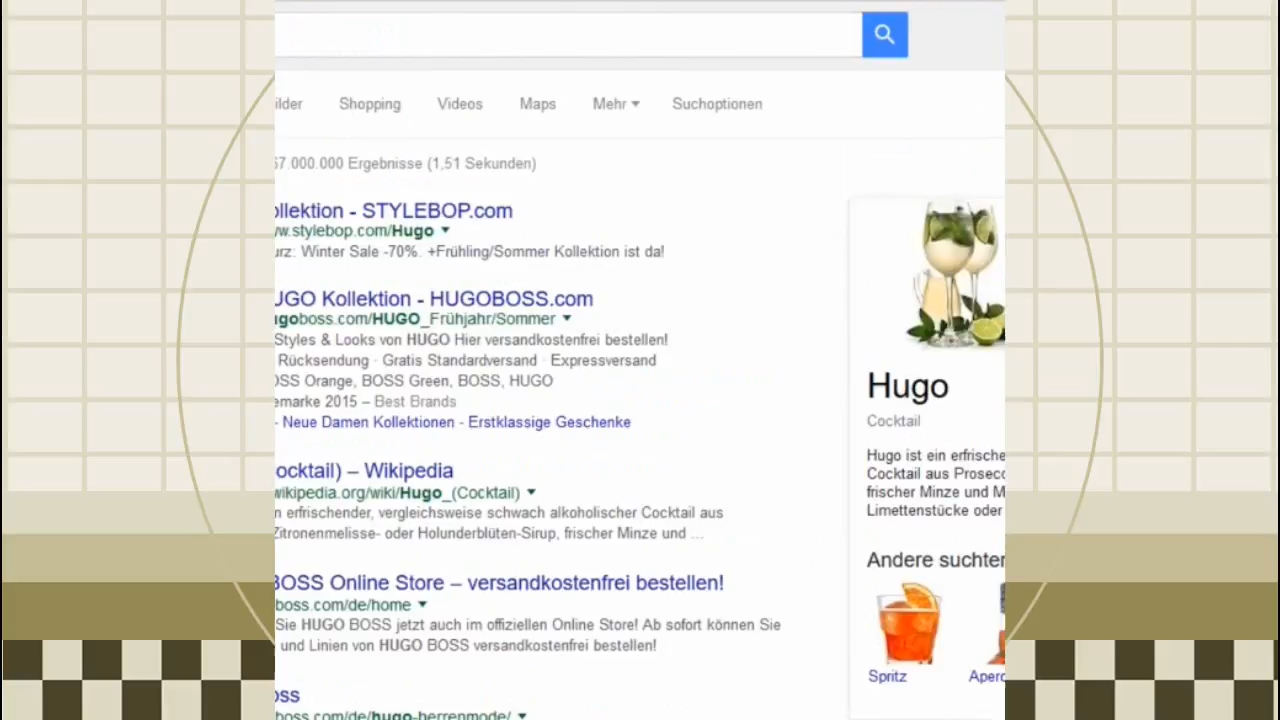 ilder Shopping Videos Maps Mehr Suchoptionen
67.000.000 Ergebnisse (1,51 Sekunden)
ollektion - STYLEBOP.com
ww.stylebop.com/Hugo
urz: Winter Sale -70%. +Frühling/Sommer Kollektion ist da!
UGO Kollektion - HUGOBOSS.com
ugoboss.com/HUGO_Frühjahr/Sommer
Styles & Looks von HUGO Hier versandkostenfrei bestellen!
Rücksendung · Gratis Standardversand · Expressversand
OSS Orange, BOSS Green, BOSS, HUGO
emarke 2015 – Best Brands
- Neue Damen Kollektionen - Erstklassige Geschenke
ocktail) – Wikipedia
wikipedia.org/wiki/Hugo_(Cocktail)
n erfrischender, vergleichsweise schwach alkoholischer Cocktail aus
Zitronenmelisse- oder Holunderblüten-Sirup, frischer Minze und ...
BOSS Online Store – versandkostenfrei bestellen!
boss.com/de/home
Sie HUGO BOSS jetzt auch im offiziellen Online Store! Ab sofort können Sie
und Linien von HUGO BOSS versandkostenfrei bestellen!
oss
boss.com/de/hugo-herrenmode/
Hugo
Cocktail
Hugo ist ein erfrische
Cocktail aus Prosecc
frischer Minze und M
Limettenstücke oder
Andere suchten
Spritz Apero